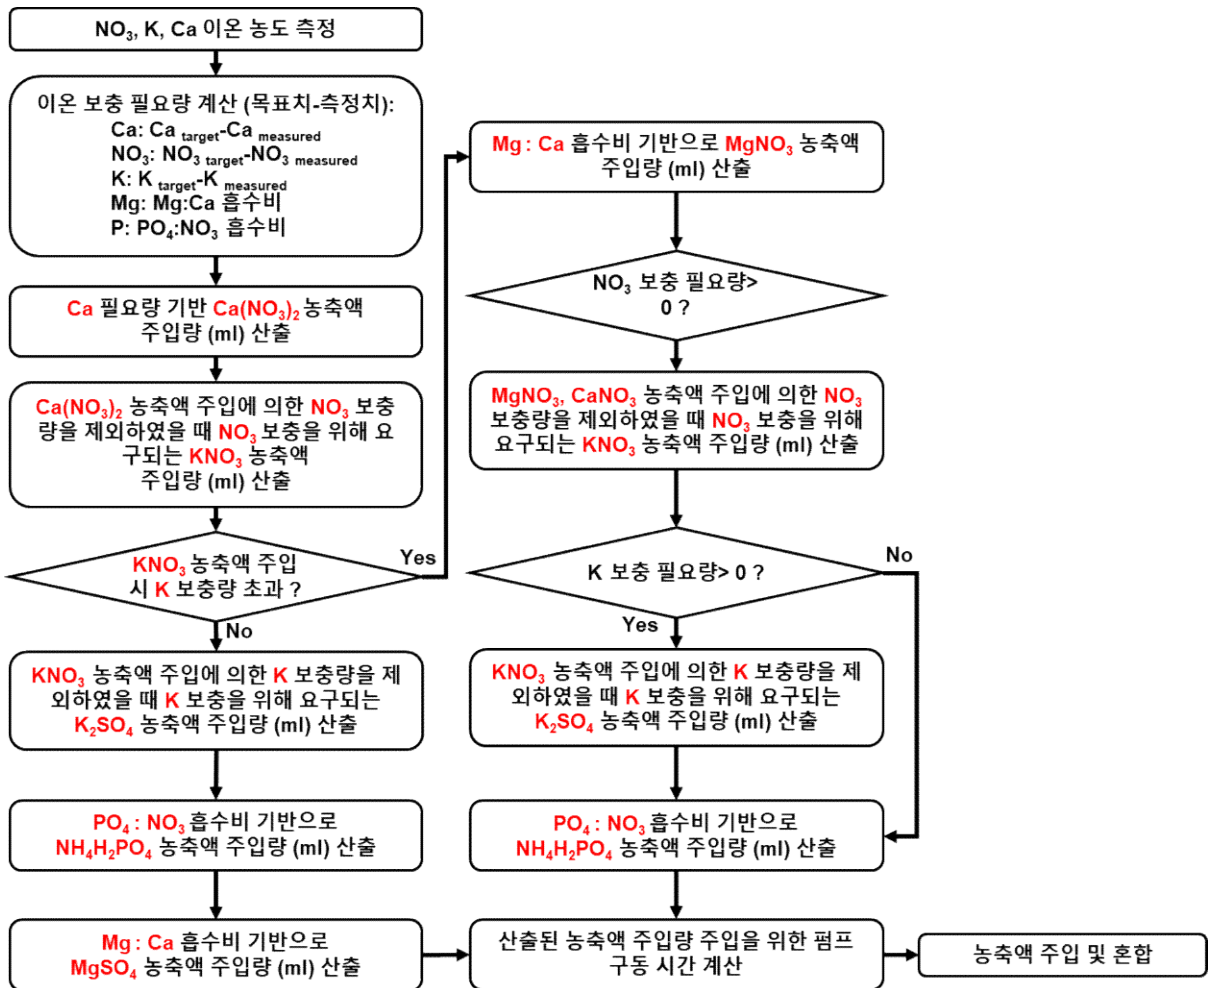 NO₃, K, Ca 이온 농도 측정
이온 보충 필요량 계산 (목표치-측정치):
Ca: Ca target-Ca measured
NO₃: NO₃ target-NO₃ measured
K: K target-K measured
Mg: Mg:Ca 흡수비
P: PO₄:NO₃ 흡수비
Ca 필요량 기반 Ca(NO₃)₂ 농축액
주입량 (ml) 산출
Ca(NO₃)₂ 농축액 주입에 의한 NO₃ 보충
량을 제외하였을 때 NO₃ 보충을 위해 요
구되는 KNO₃ 농축액
주입량 (ml) 산출
KNO₃ 농축액 주입
시 K 보충량 초과 ?
Yes
No
KNO₃ 농축액 주입에 의한 K 보충량을 제
외하였을 때 K 보충을 위해 요구되는
K₂SO₄ 농축액 주입량 (ml) 산출
PO₄ : NO₃ 흡수비 기반으로
NH₄H₂PO₄ 농축액 주입량 (ml) 산출
Mg : Ca 흡수비 기반으로
MgSO₄ 농축액 주입량 (ml) 산출
Mg : Ca 흡수비 기반으로 MgNO₃ 농축액
주입량 (ml) 산출
NO₃ 보충 필요량>
0 ?
MgNO₃, CaNO₃ 농축액 주입에 의한 NO₃
보충량을 제외하였을 때 NO₃ 보충을 위해
요구되는 KNO₃ 농축액 주입량 (ml) 산출
K 보충 필요량> 0 ?
No
Yes
KNO₃ 농축액 주입에 의한 K 보충량을 제
외하였을 때 K 보충을 위해 요구되는
K₂SO₄ 농축액 주입량 (ml) 산출
PO₄ : NO₃ 흡수비 기반으로
NH₄H₂PO₄ 농축액 주입량 (ml) 산출
산출된 농축액 주입량 주입을 위한 펌프
구동 시간 계산
농축액 주입 및 혼합